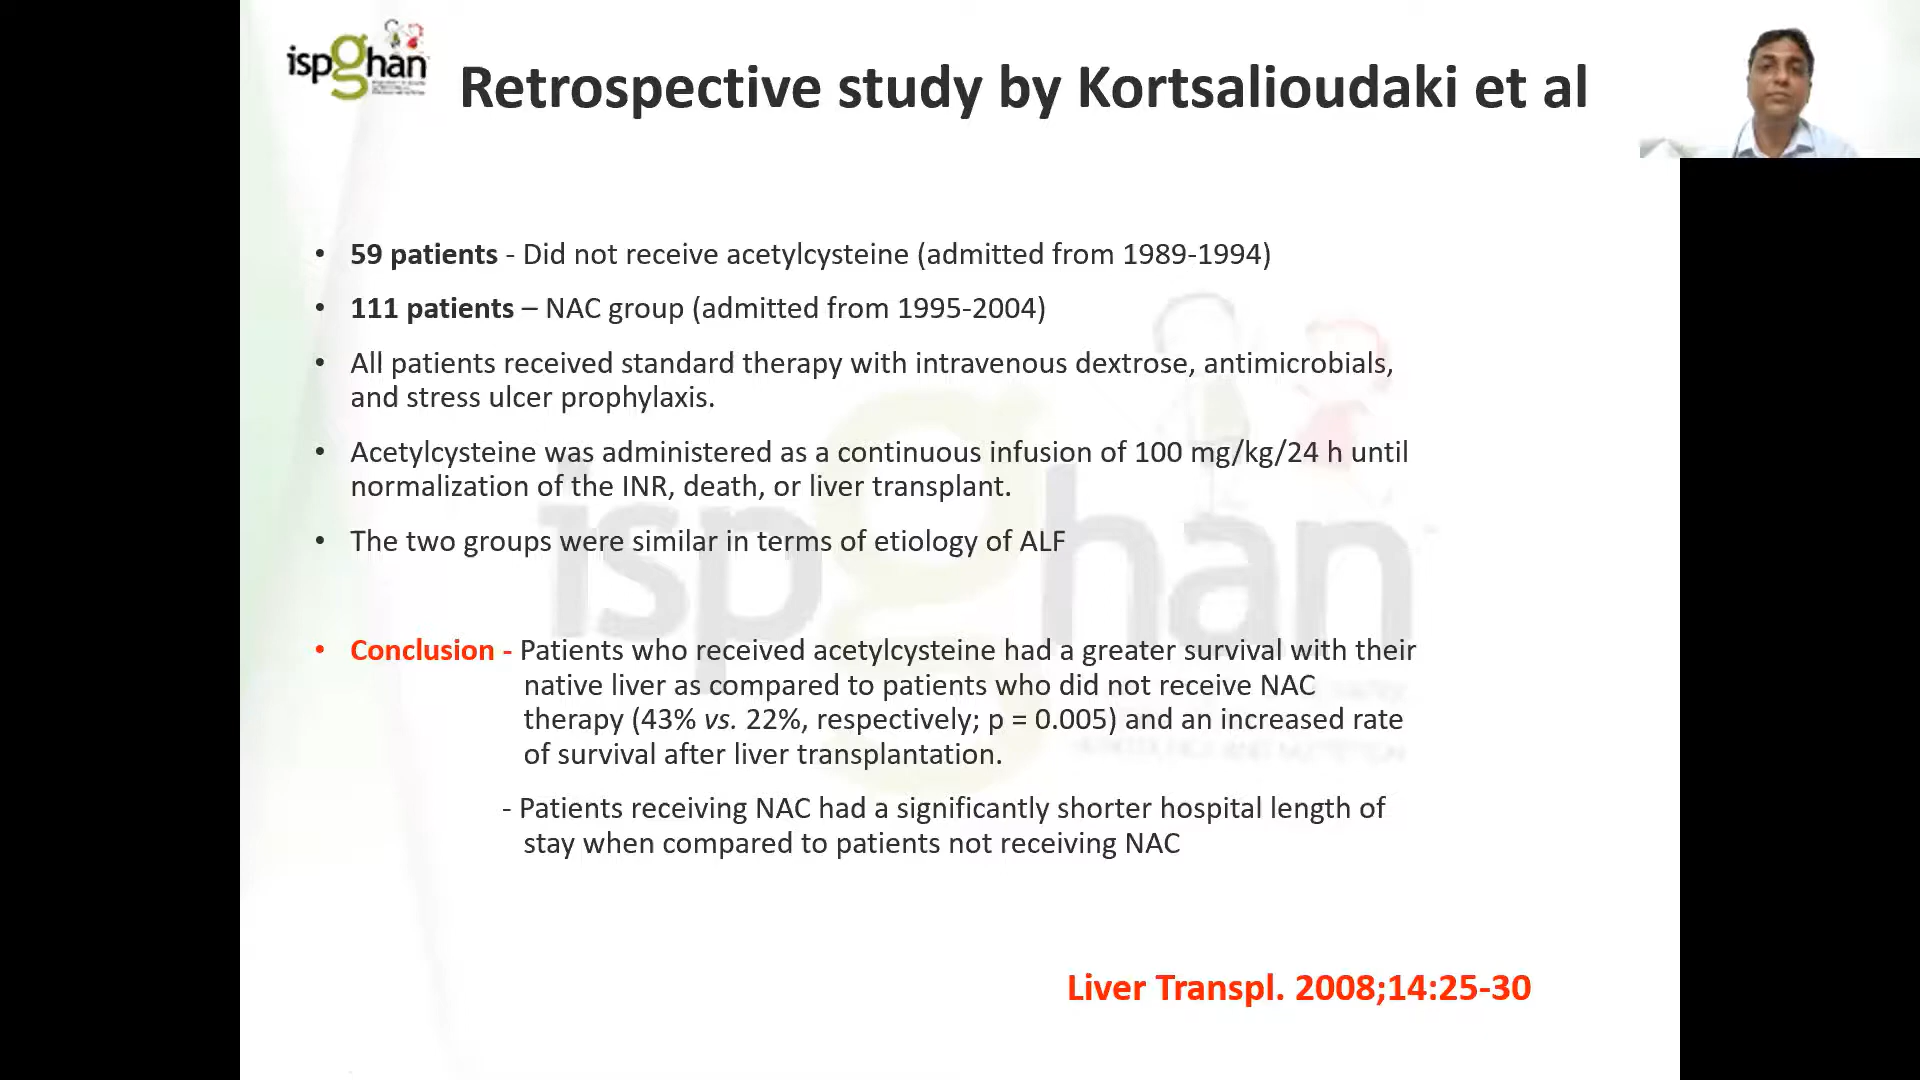 ispghan
Retrospective study by Kortsalioudaki et al
• 59 patients - Did not receive acetylcysteine (admitted from 1989-1994)
• 111 patients – NAC group (admitted from 1995-2004)
• All patients received standard therapy with intravenous dextrose, antimicrobials,
and stress ulcer prophylaxis.
• Acetylcysteine was administered as a continuous infusion of 100 mg/kg/24 h until
normalization of the INR, death, or liver transplant.
• The two groups were similar in terms of etiology of ALF
ispghan
• Conclusion - Patients who received acetylcysteine had a greater survival with their
native liver as compared to patients who did not receive NAC
therapy (43% vs. 22%, respectively; p = 0.005) and an increased rate
of survival after liver transplantation.
- Patients receiving NAC had a significantly shorter hospital length of
stay when compared to patients not receiving NAC
Liver Transpl. 2008;14:25-30